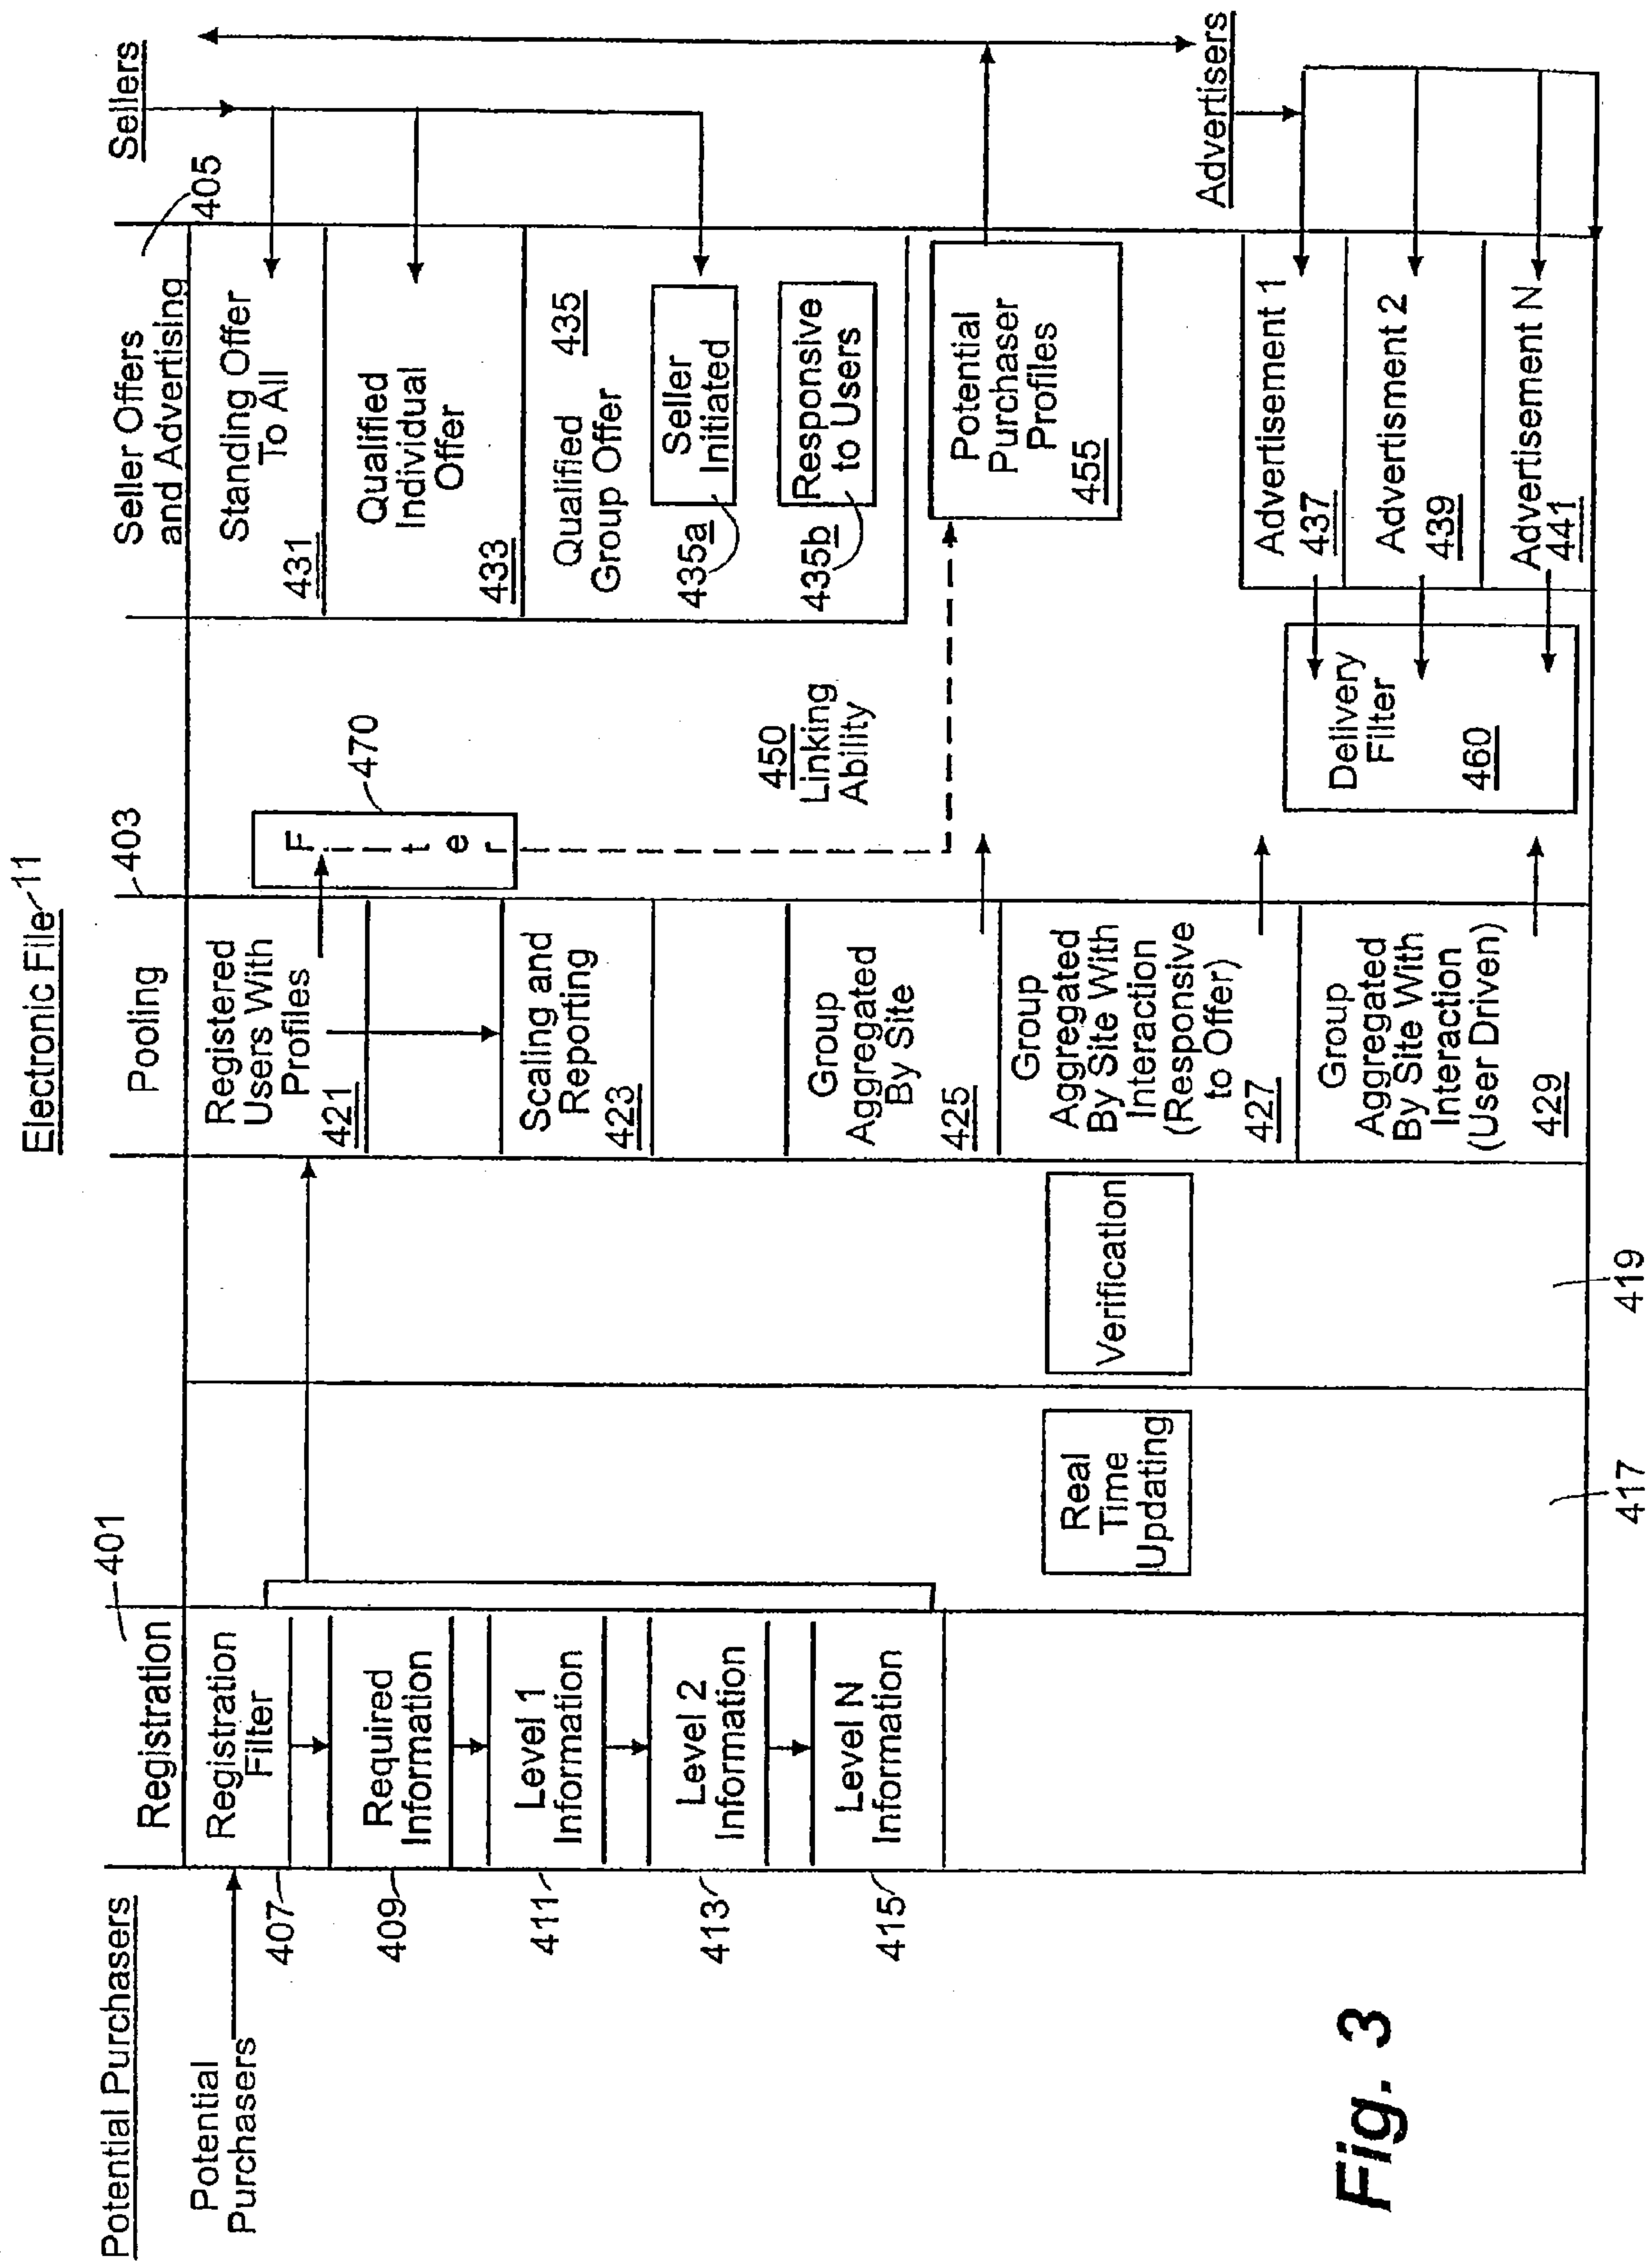 Electronic File 11
Potential Purchasers
Registration
401
Pooling
403
Seller Offers
and Advertising
405
Sellers
Potential
Purchasers
Registration
Filter
407
Required
Information
409
Level 1
Information
411
Level 2
Information
413
Level N
Information
415
Real
Time
Updating
417
Verification
419
Registered
Users With
Profiles
421
Scaling and
Reporting
423
Group
Aggregated
By Site
425
Group
Aggregated
By Site With
Interaction
(Responsive
to Offer)
427
Group
Aggregated
By Site With
Interaction
(User Driven)
429
Filter
470
450
Linking
Ability
Delivery
Filter
460
Standing Offer
To All
431
Qualified
Individual
Offer
433
Qualified
Group Offer
435
435a
Seller
Initiated
435b
Responsive
to Users
Potential
Purchaser
Profiles
455
Advertisement 1
437
Advertisment 2
439
Advertisement N
441
Advertisers
Fig. 3